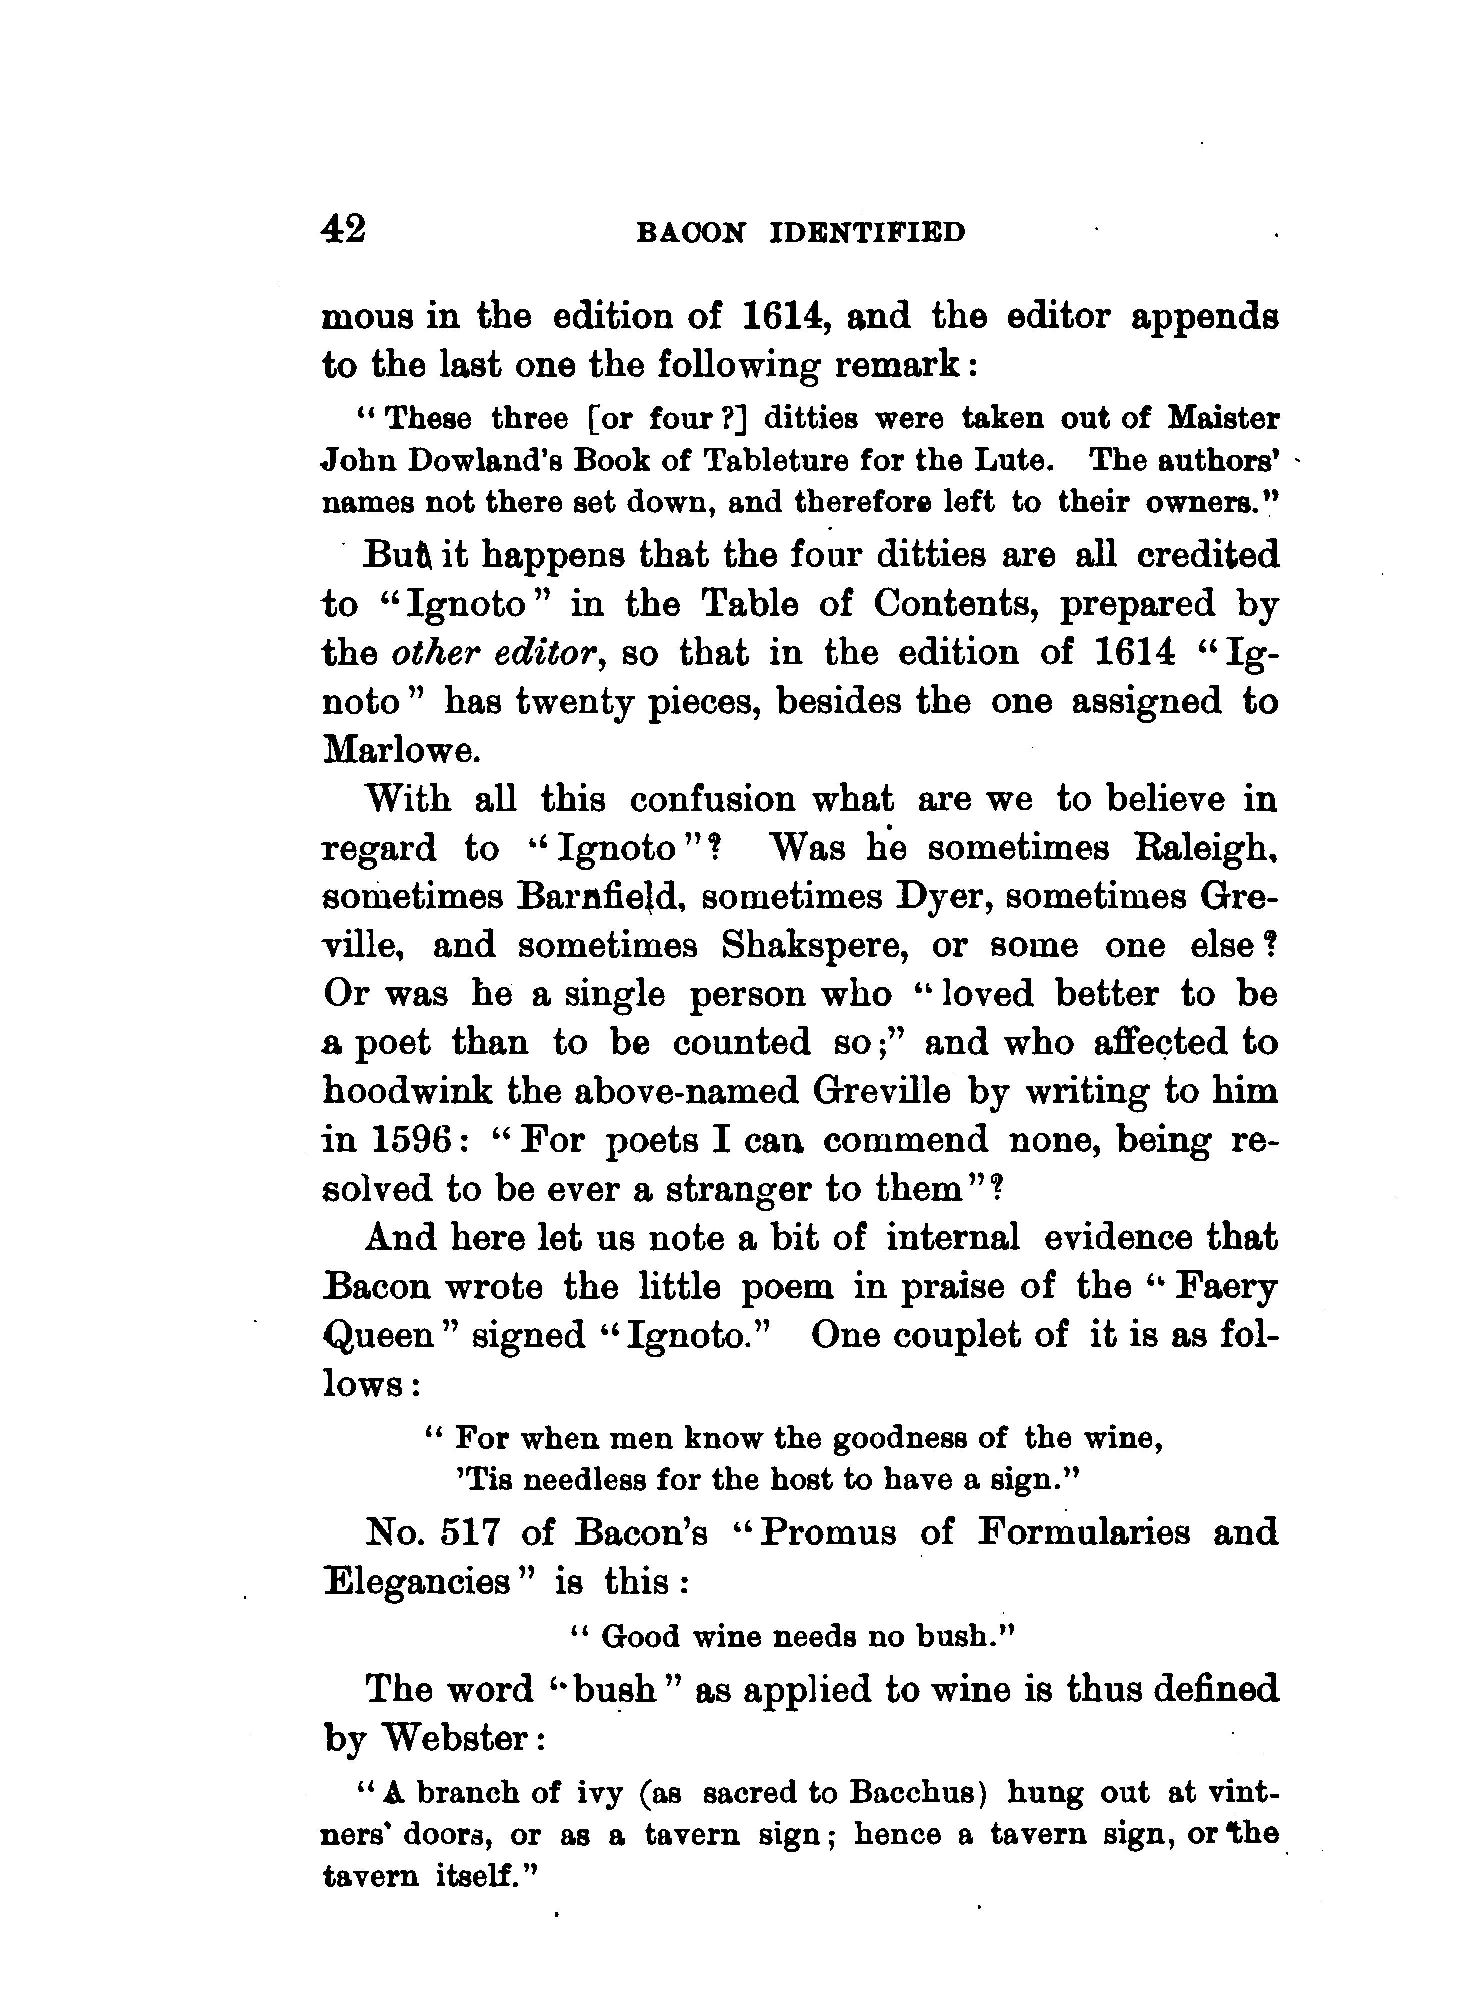 42 BACON IDENTIFIED
mous in the edition of 1614, and the editor appends
to the last one the following remark:
"These three [or four?] ditties were taken out of Maister
John Dowland's Book of Tableture for the Lute. The authors'
names not there set down, and therefore left to their owners."
But it happens that the four ditties are all credited
to "Ignoto" in the Table of Contents, prepared by
the other editor, so that in the edition of 1614 "Ig-
noto" has twenty pieces, besides the one assigned to
Marlowe.
With all this confusion what are we to believe in
regard to "Ignoto"? Was he sometimes Raleigh,
sometimes Barnfield, sometimes Dyer, sometimes Gre-
ville, and sometimes Shakspere, or some one else?
Or was he a single person who "loved better to be
a poet than to be counted so;" and who affected to
hoodwink the above-named Greville by writing to him
in 1596: "For poets I can commend none, being re-
solved to be ever a stranger to them"?
And here let us note a bit of internal evidence that
Bacon wrote the little poem in praise of the "Faery
Queen" signed "Ignoto." One couplet of it is as fol-
lows:
"For when men know the goodness of the wine,
'Tis needless for the host to have a sign."
No. 517 of Bacon's "Promus of Formularies and
Elegancies" is this:
"Good wine needs no bush."
The word "bush" as applied to wine is thus defined
by Webster:
"A branch of ivy (as sacred to Bacchus) hung out at vint-
ners' doors, or as a tavern sign; hence a tavern sign, or the
tavern itself."